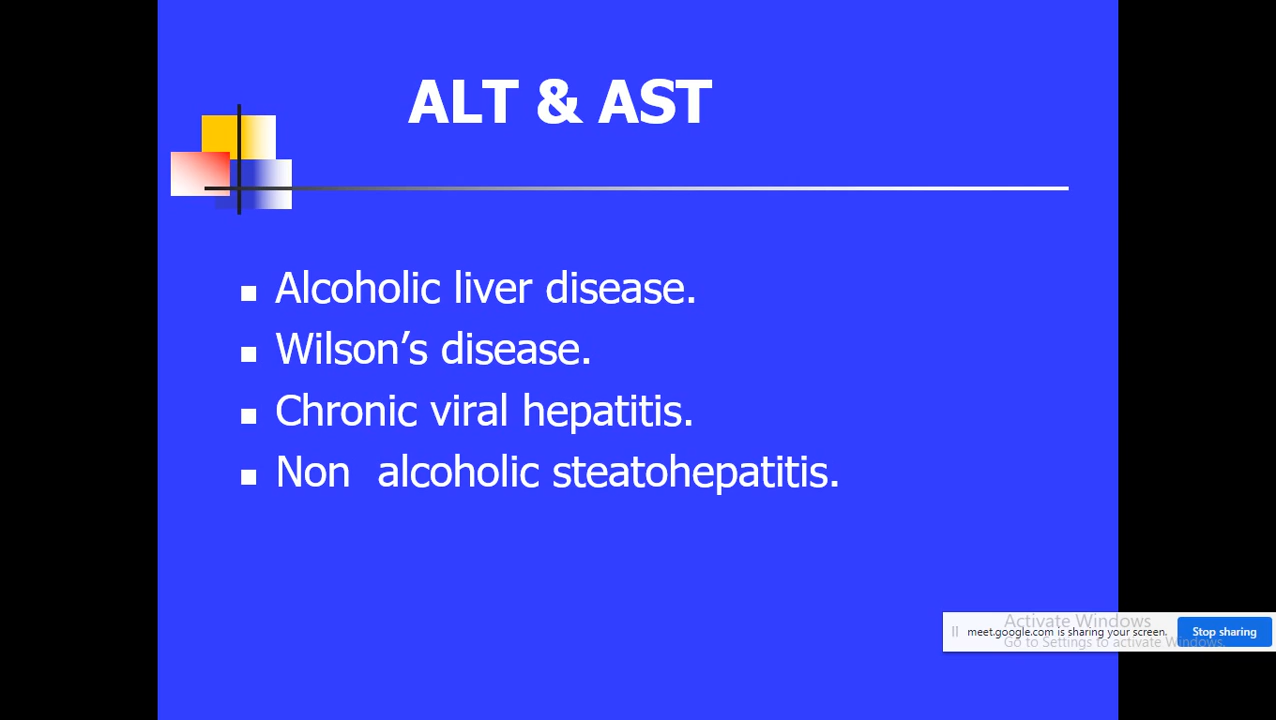 ALT & AST
Alcoholic liver disease.
Wilson’s disease.
Chronic viral hepatitis.
Non  alcoholic steatohepatitis.
Activate Windows
meet.google.com is sharing your screen.
Stop sharing
Go to Settings to activate Windows.